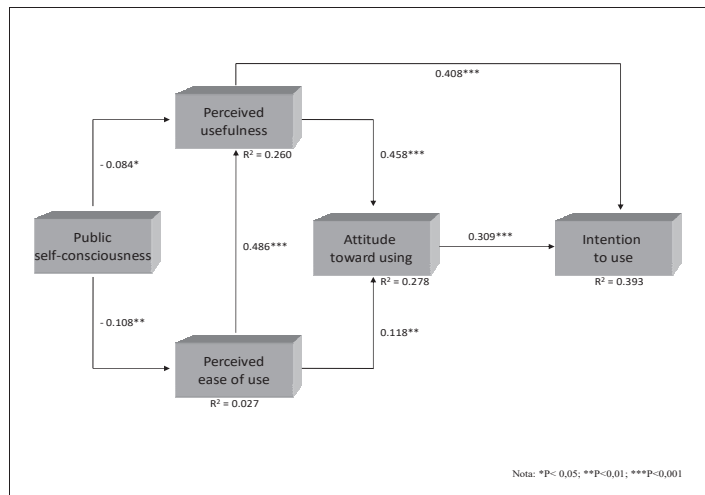 0.408***
Perceived
usefulness
R² = 0.260
- 0.084*
0.458***
Public
self-consciousness
0.486***
Attitude
toward using
R² = 0.278
0.309***
Intention
to use
R² = 0.393
- 0.108**
0.118**
Perceived
ease of use
R² = 0.027
Nota: *P< 0,05; **P<0,01; ***P<0,001